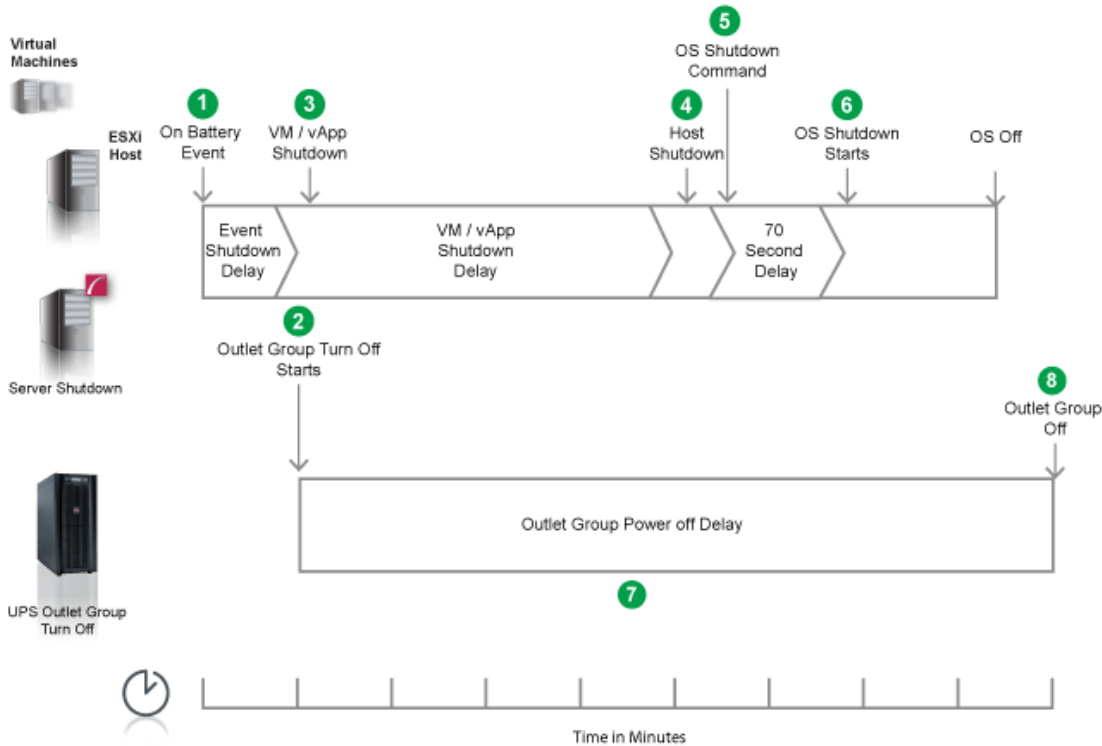 Virtual
Machines
ESXi
Host
1
On Battery
Event
3
VM / vApp
Shutdown
4
Host
Shutdown
5
OS Shutdown
Command
6
OS Shutdown
Starts
OS Off
Event
Shutdown
Delay
VM / vApp
Shutdown
Delay
70
Second
Delay
Server Shutdown
2
Outlet Group Turn Off
Starts
8
Outlet Group
Off
Outlet Group Power off Delay
7
UPS Outlet Group
Turn Off
Time in Minutes